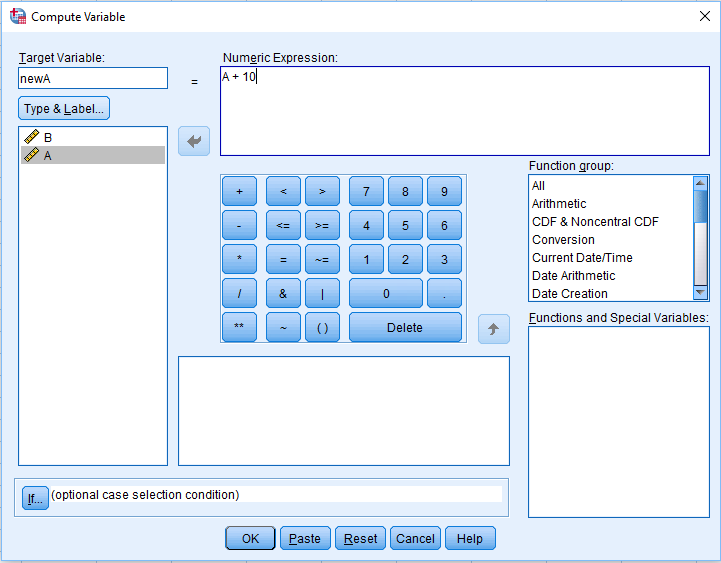 Compute Variable
Target Variable:
newA
Type & Label...
B
A
=
Numeric Expression:
A + 10
+ < > 7 8 9
- <= >= 4 5 6
* = ~= 1 2 3
/ & | 0 .
** ~ ( ) Delete
Function group:
All
Arithmetic
CDF & Noncentral CDF
Conversion
Current Date/Time
Date Arithmetic
Date Creation
Functions and Special Variables:
If... (optional case selection condition)
OK Paste Reset Cancel Help